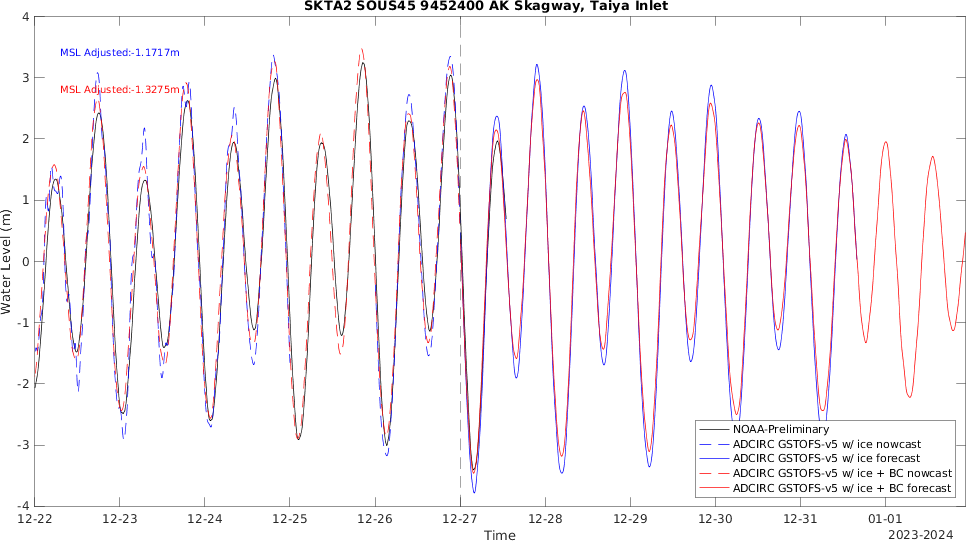 SKTA2 SOUS45 9452400 AK Skagway, Taiya Inlet
MSL Adjusted:-1.1717m
MSL Adjusted:-1.3275m
Water Level (m)
4
3
2
1
0
-1
-2
-3
-4
NOAA-Preliminary
ADCIRC GSTOFS-v5 w/ ice nowcast
ADCIRC GSTOFS-v5 w/ ice forecast
ADCIRC GSTOFS-v5 w/ ice + BC nowcast
ADCIRC GSTOFS-v5 w/ ice + BC forecast
12-22 12-23 12-24 12-25 12-26 12-27 12-28 12-29 12-30 12-31 01-01
2023-2024
Time